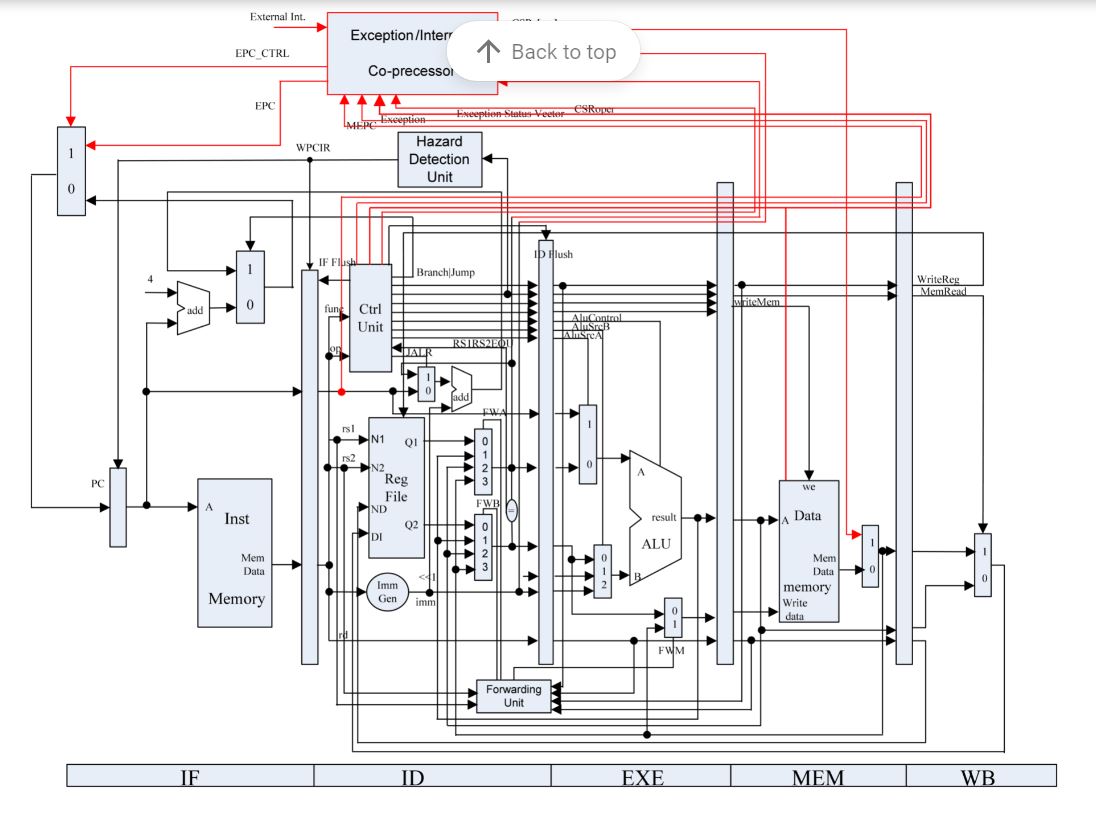 External Int.
Exception/Inter
Co-precessor
Back to top
EPC_CTRL
EPC
MEPC
Exception
Exception Status Vector
CSRoper
WPCIR
Hazard
Detection
Unit
1
0
1
0
4
add
IF Flush
ID Flush
Branch|Jump
Ctrl
Unit
func
op
JALR
RS1RS2EQU
1
0
add
AluControl
AluSrcB
AluSrcA
writeMem
WriteReg
MemRead
FWA
rs1
rs2
N1
N2
ND
DI
Q1
Q2
Reg
File
0
1
2
3
FWB
0
1
2
3
=
1
0
A
B
result
ALU
0
1
2
PC
A
Inst
Mem
Data
Memory
Imm
Gen
<<1
imm
rd
0
1
FWM
we
A
Data
Mem
Data
memory
Write
data
1
0
1
0
Forwarding
Unit
IF
ID
EXE
MEM
WB